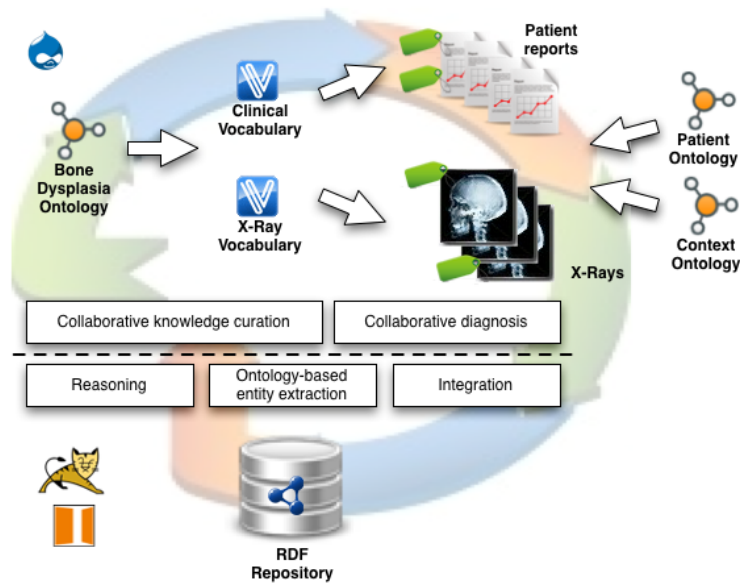 Patient
reports
Clinical
Vocabulary
Bone
Dysplasia
Ontology
Patient
Ontology
X-Ray
Vocabulary
X-Rays
Context
Ontology
Collaborative knowledge curation
Collaborative diagnosis
Reasoning
Ontology-based
entity extraction
Integration
RDF
Repository